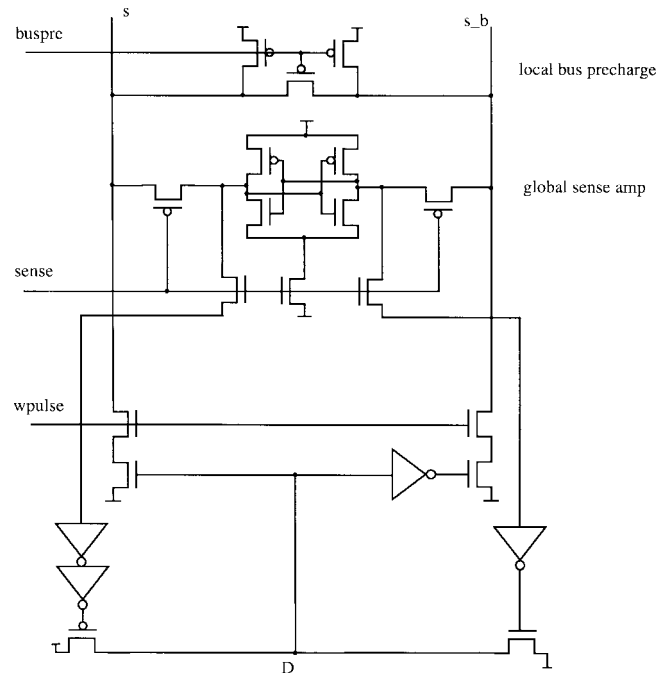 s
s_b
buspre
local bus precharge
global sense amp
sense
wpulse
D